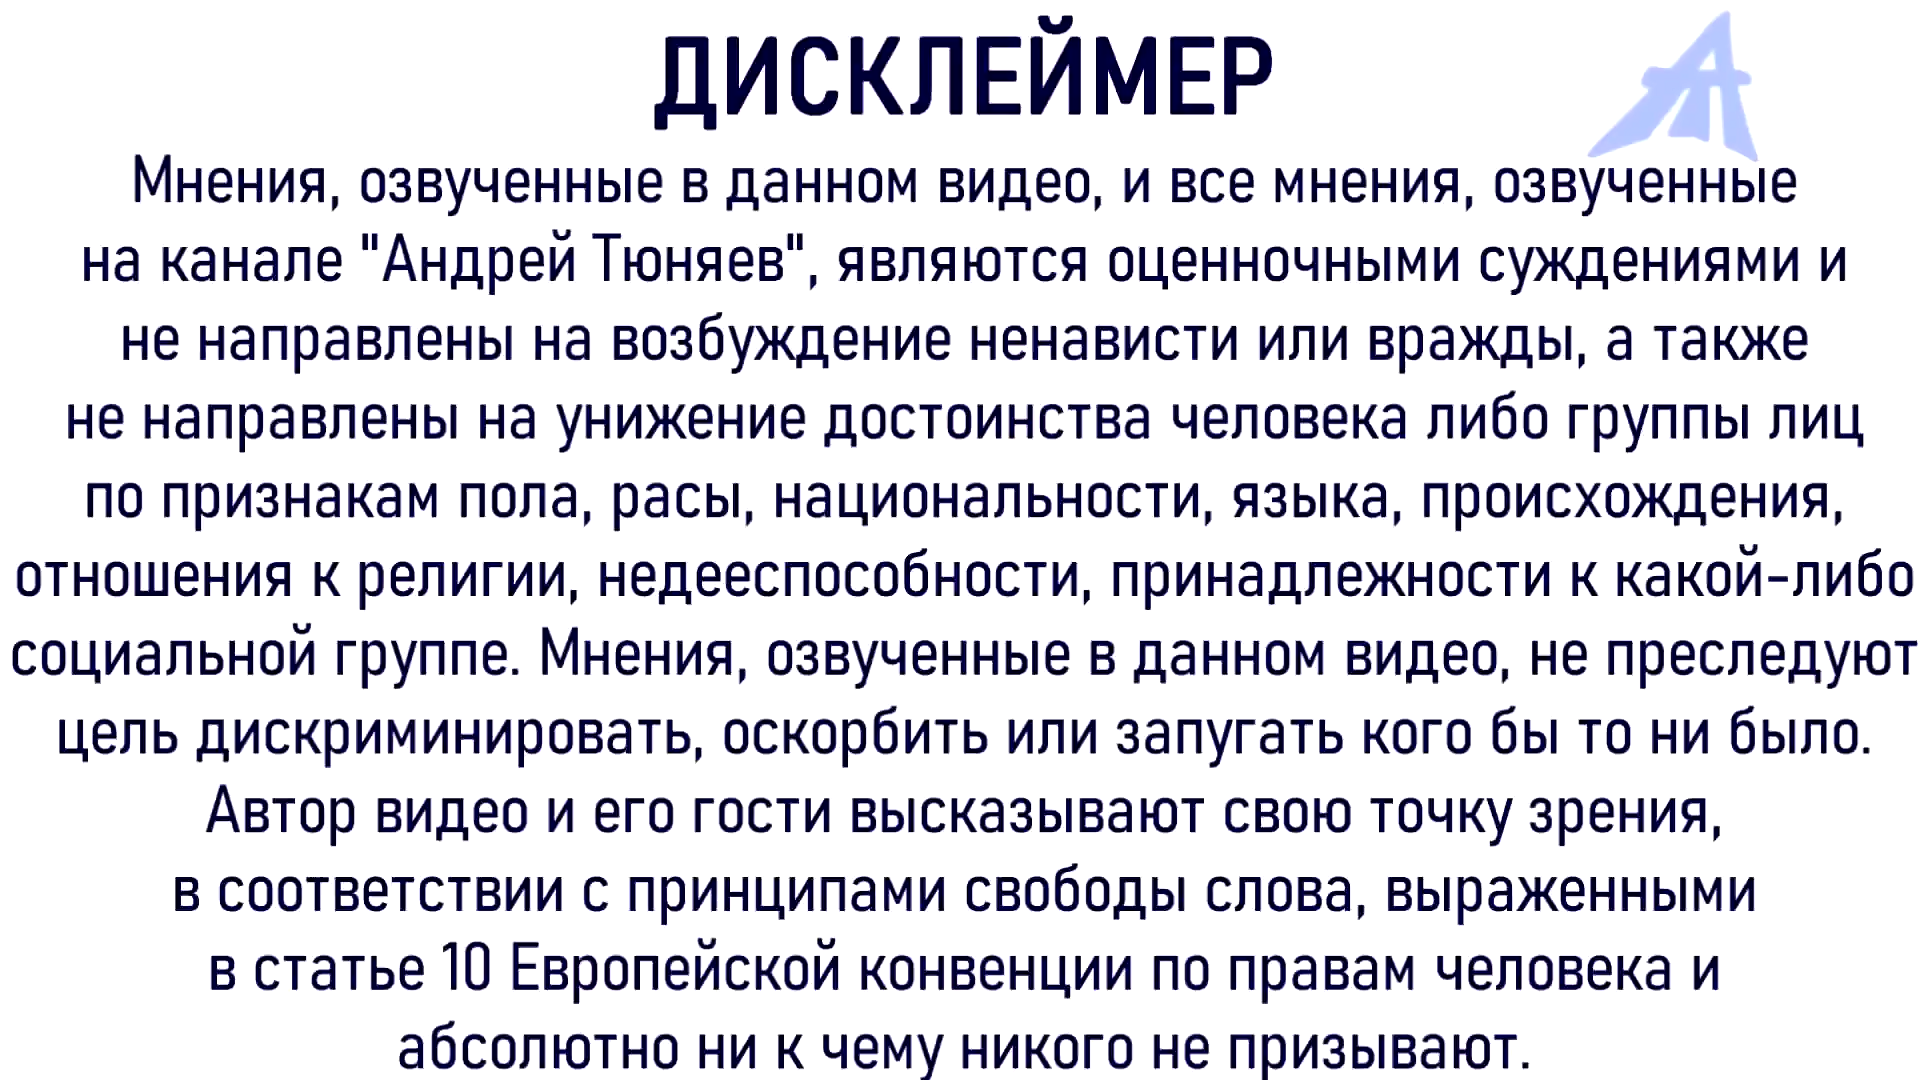 ДИСКЛЕЙМЕР
Мнения, озвученные в данном видео, и все мнения, озвученные
на канале "Андрей Тюняев", являются оценночными суждениями и
не направлены на возбуждение ненависти или вражды, а также
не направлены на унижение достоинства человека либо группы лиц
по признакам пола, расы, национальности, языка, происхождения,
отношения к религии, недееспособности, принадлежности к какой-либо
социальной группе. Мнения, озвученные в данном видео, не преследуют
цель дискриминировать, оскорбить или запугать кого бы то ни было.
Автор видео и его гости высказывают свою точку зрения,
в соответствии с принципами свободы слова, выраженными
в статье 10 Европейской конвенции по правам человека и
абсолютно ни к чему никого не призывают.